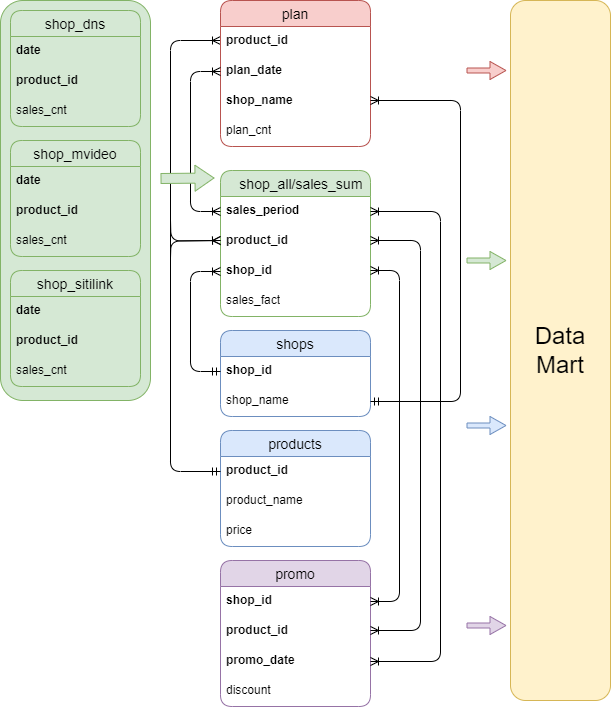 shop_dns
date
product_id
sales_cnt
shop_mvideo
date
product_id
sales_cnt
shop_sitilink
date
product_id
sales_cnt
plan
product_id
plan_date
shop_name
plan_cnt
shop_all/sales_sum
sales_period
product_id
shop_id
sales_fact
shops
shop_id
shop_name
products
product_id
product_name
price
promo
shop_id
product_id
promo_date
discount
Data
Mart